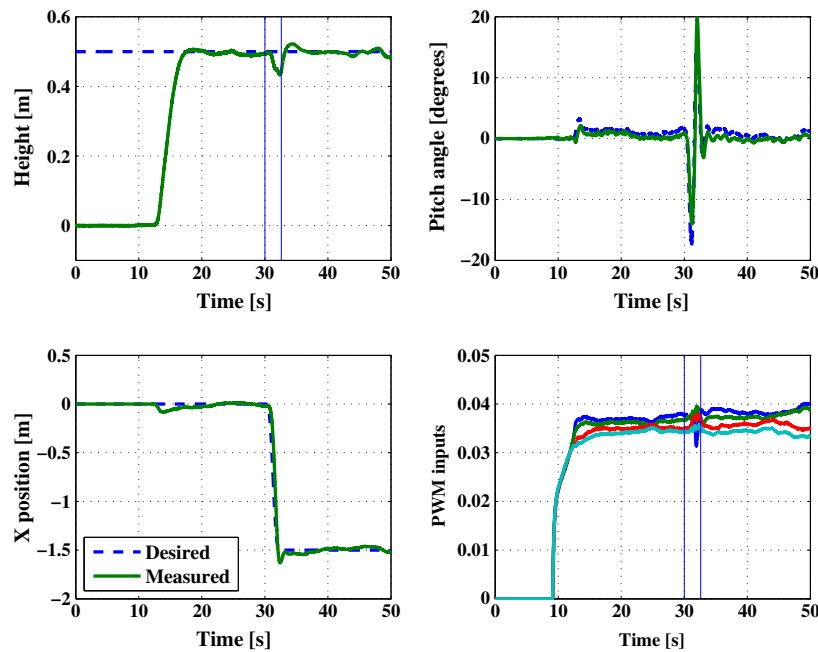 0.6
0.4
0.2
0
Height [m]
0 10 20 30 40 50
Time [s]
20
10
0
−10
−20
Pitch angle [degrees]
0 10 20 30 40 50
Time [s]
0.5
0
−0.5
−1
−1.5
−2
X position [m]
Desired
Measured
0 10 20 30 40 50
Time [s]
0.05
0.04
0.03
0.02
0.01
0
PWM inputs
0 10 20 30 40 50
Time [s]